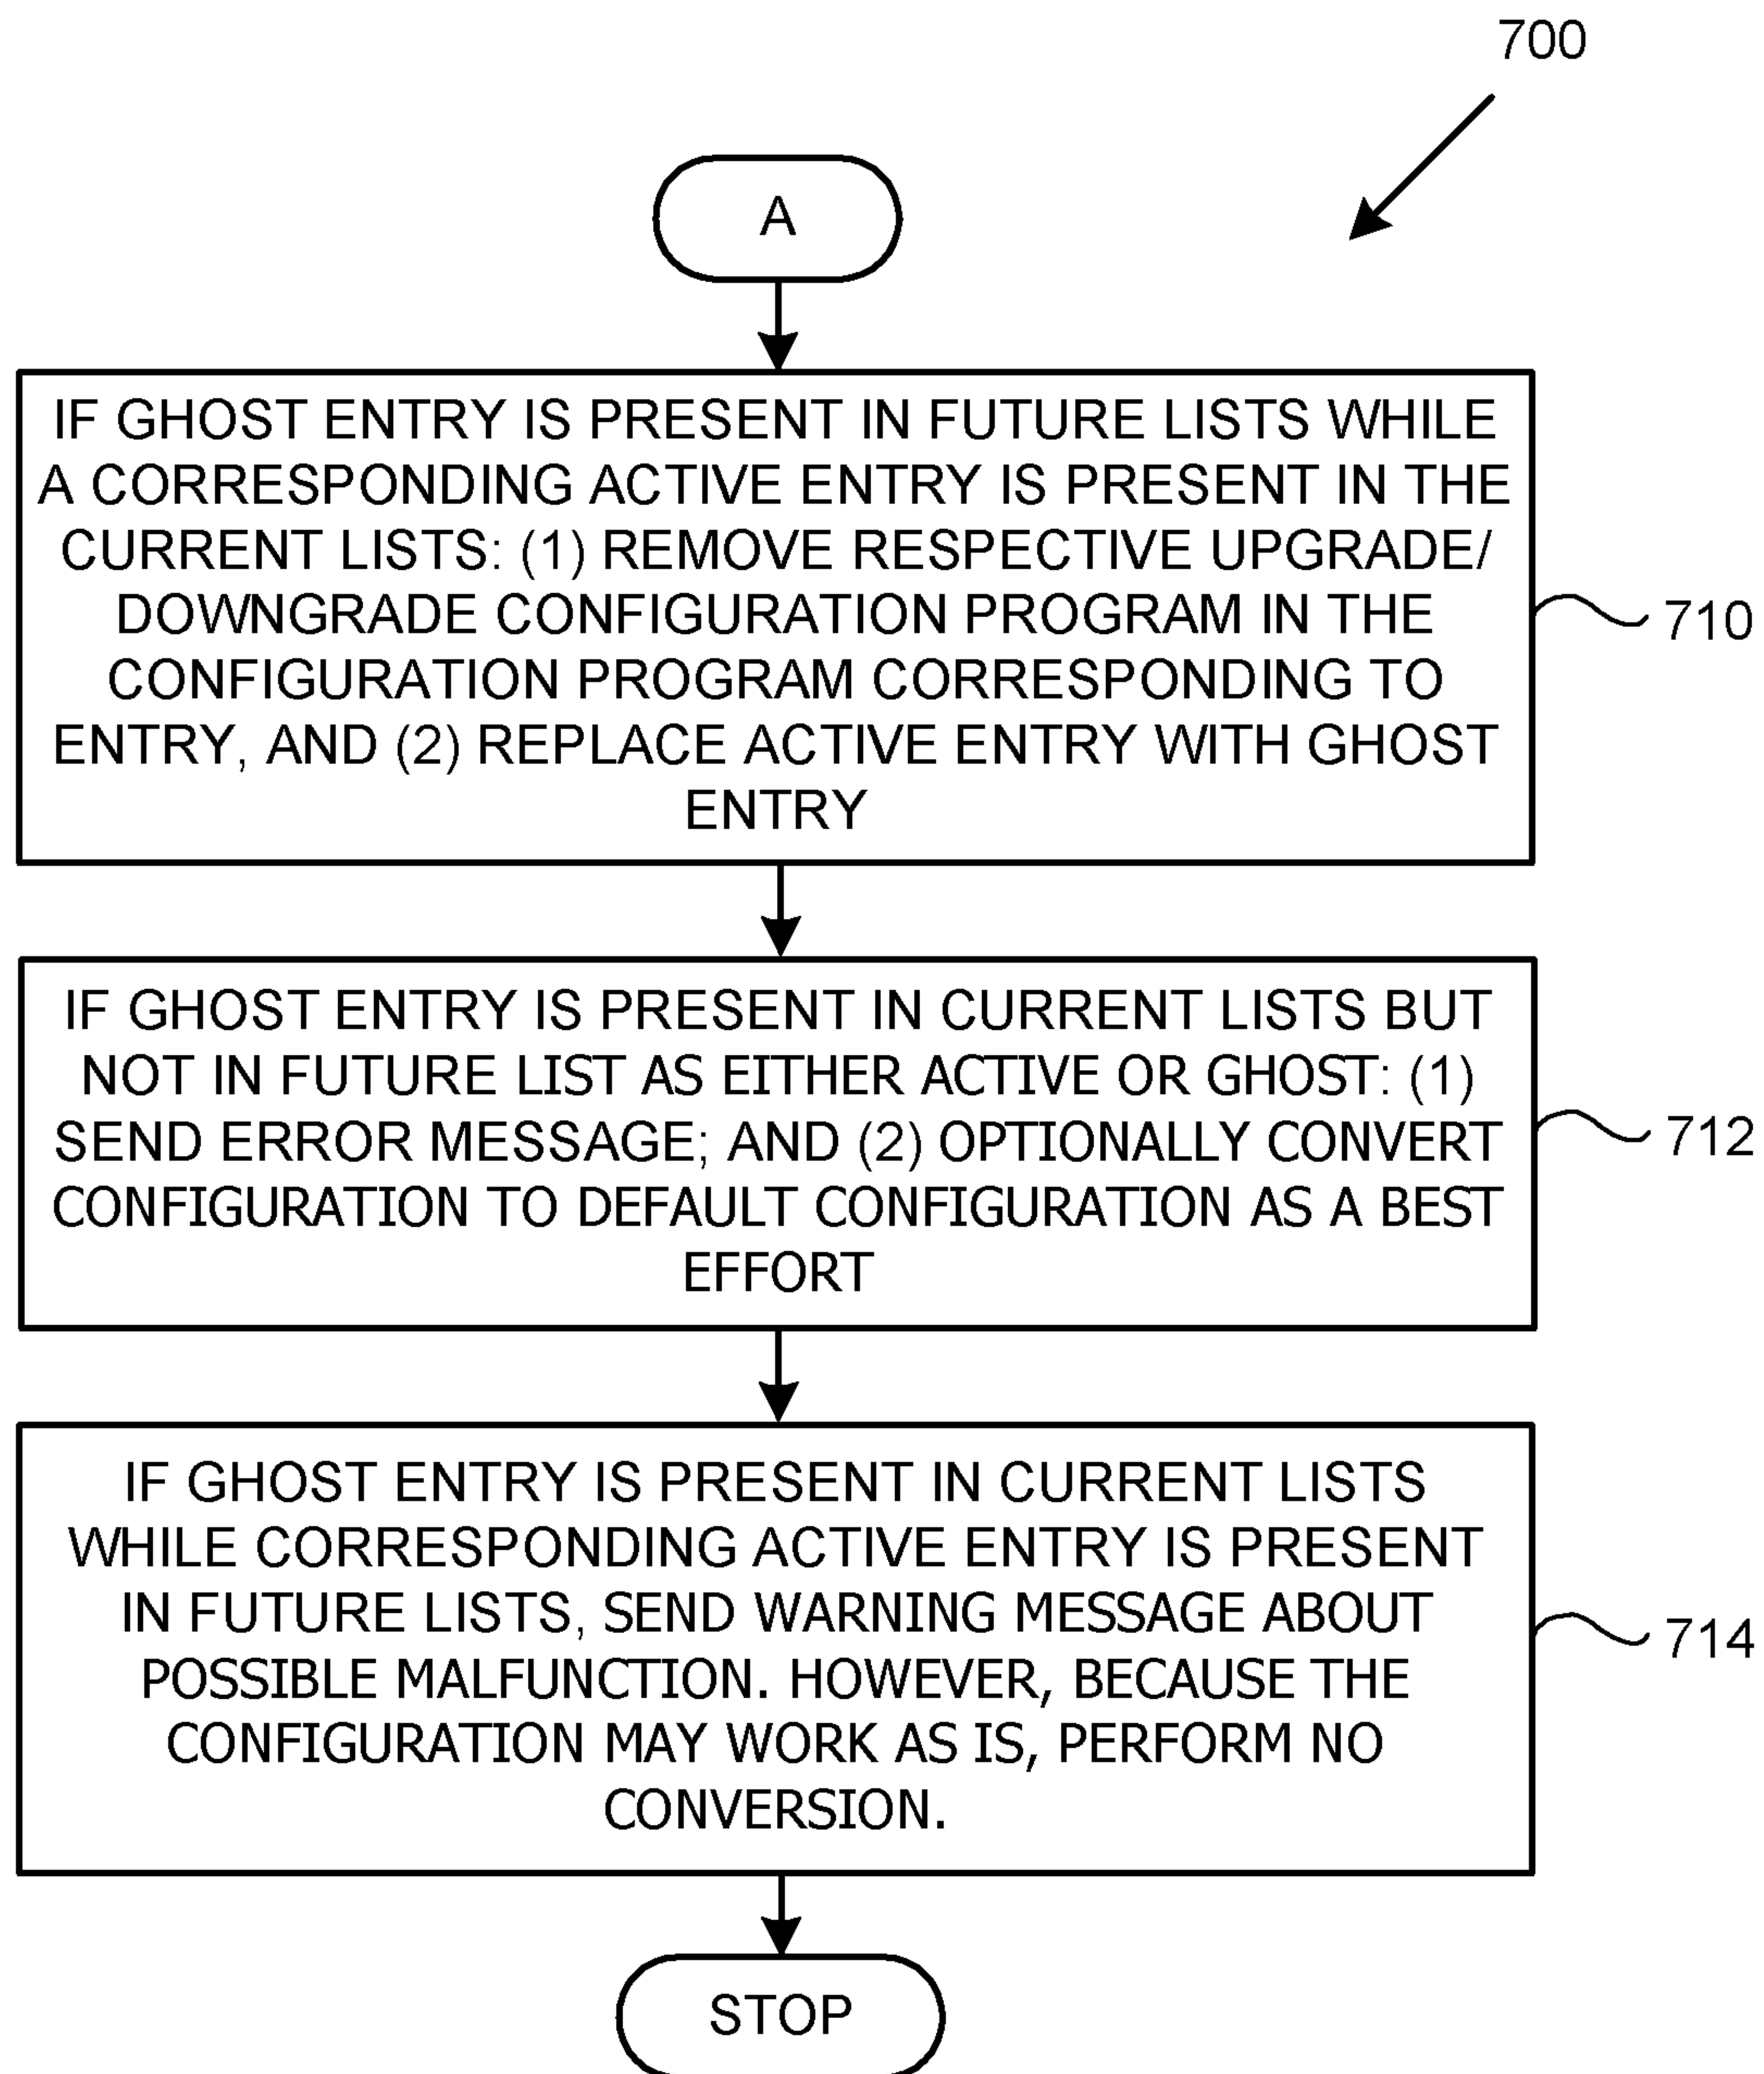 700
A
IF GHOST ENTRY IS PRESENT IN FUTURE LISTS WHILE
A CORRESPONDING ACTIVE ENTRY IS PRESENT IN THE
CURRENT LISTS: (1) REMOVE RESPECTIVE UPGRADE/
DOWNGRADE CONFIGURATION PROGRAM IN THE
CONFIGURATION PROGRAM CORRESPONDING TO
ENTRY, AND (2) REPLACE ACTIVE ENTRY WITH GHOST
ENTRY
710
IF GHOST ENTRY IS PRESENT IN CURRENT LISTS BUT
NOT IN FUTURE LIST AS EITHER ACTIVE OR GHOST: (1)
SEND ERROR MESSAGE; AND (2) OPTIONALLY CONVERT
CONFIGURATION TO DEFAULT CONFIGURATION AS A BEST
EFFORT
712
IF GHOST ENTRY IS PRESENT IN CURRENT LISTS
WHILE CORRESPONDING ACTIVE ENTRY IS PRESENT
IN FUTURE LISTS, SEND WARNING MESSAGE ABOUT
POSSIBLE MALFUNCTION. HOWEVER, BECAUSE THE
CONFIGURATION MAY WORK AS IS, PERFORM NO
CONVERSION.
714
STOP